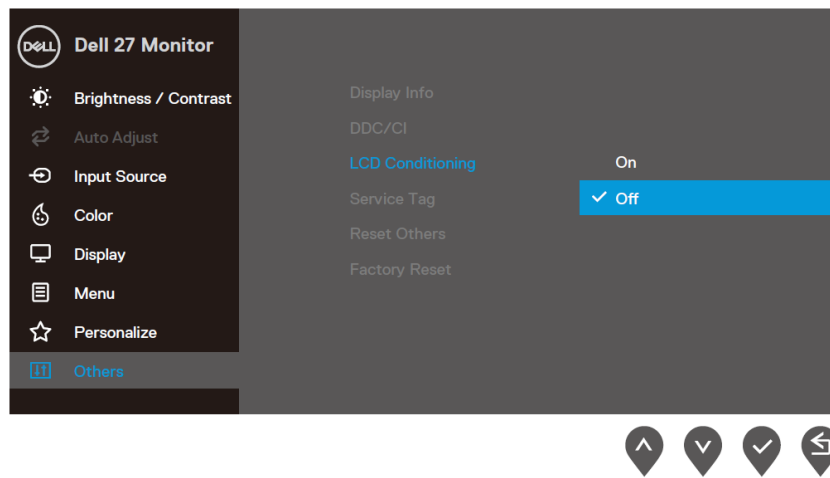 DELL Dell 27 Monitor
Brightness / Contrast
Auto Adjust
Input Source
Color
Display
Menu
Personalize
Others
Display Info
DDC/CI
LCD Conditioning
On
Off
Service Tag
Reset Others
Factory Reset